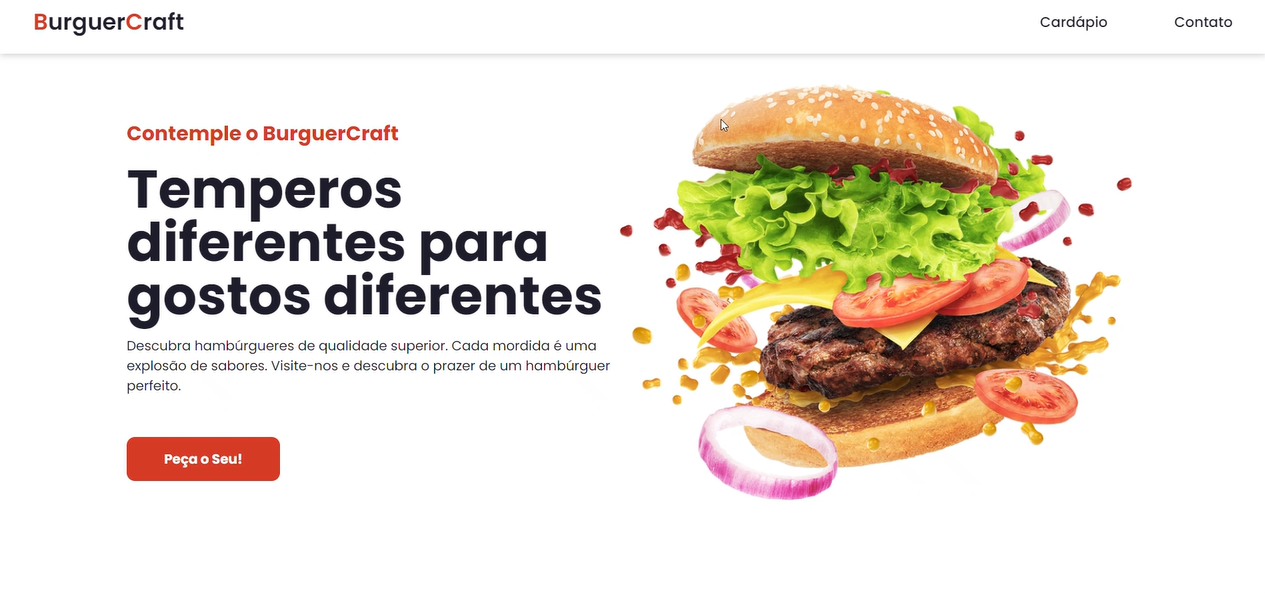 BurguerCraft
Cardápio
Contato
Contemple o BurguerCraft
Temperos
diferentes para
gostos diferentes
Descubra hambúrgueres de qualidade superior. Cada mordida é uma
explosão de sabores. Visite-nos e descubra o prazer de um hambúrguer
perfeito.
Peça o Seu!